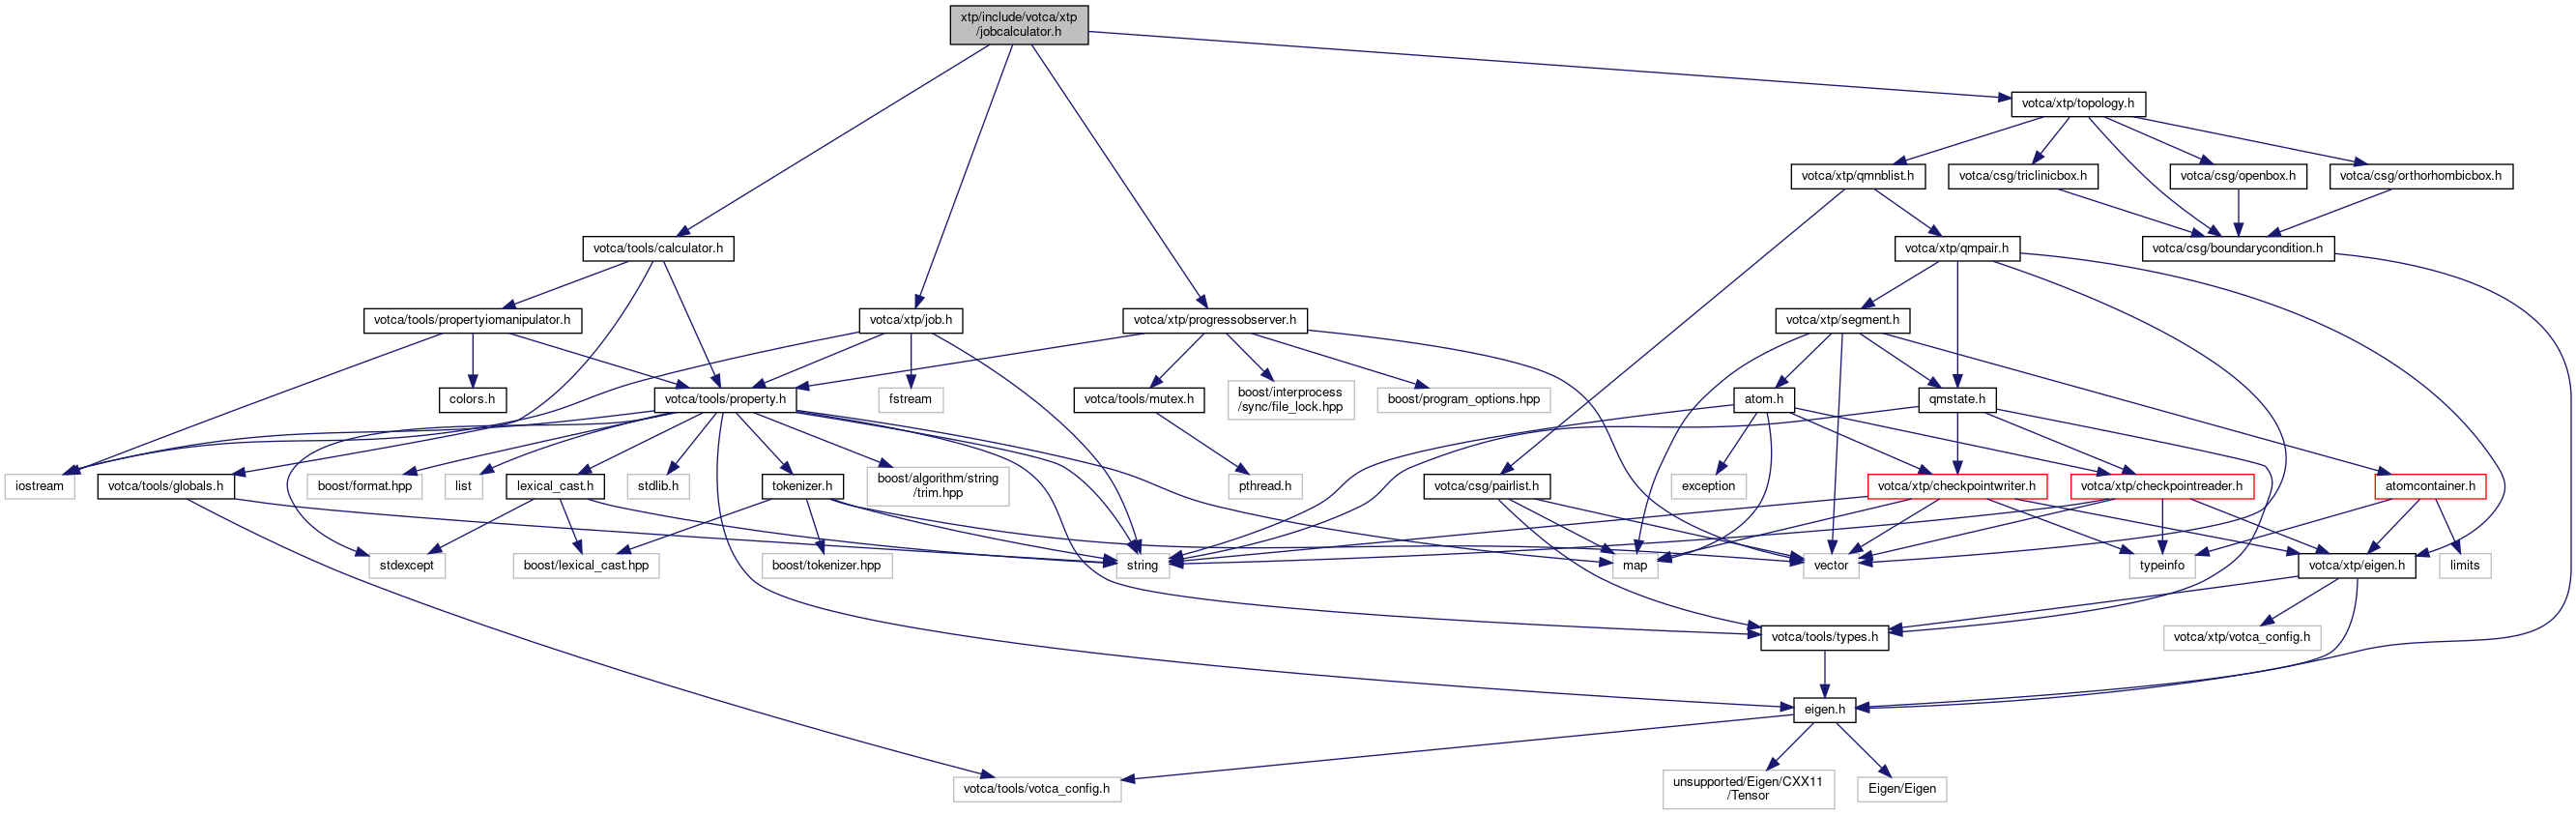 xtp/include/votca/xtp
/jobcalculator.h
votca/xtp/topology.h
votca/xtp/qmnblist.h
votca/csg/triclinicbox.h
votca/csg/openbox.h
votca/csg/orthorhombicbox.h
votca/tools/calculator.h
votca/xtp/qmpair.h
votca/csg/boundarycondition.h
votca/tools/propertyiomanipulator.h
votca/xtp/job.h
votca/xtp/progressobserver.h
votca/xtp/segment.h
colors.h
votca/tools/property.h
fstream
votca/tools/mutex.h
boost/interprocess
/sync/file_lock.hpp
boost/program_options.hpp
atom.h
qmstate.h
iostream
votca/tools/globals.h
boost/format.hpp
list
lexical_cast.h
stdlib.h
tokenizer.h
boost/algorithm/string
/trim.hpp
pthread.h
votca/csg/pairlist.h
exception
votca/xtp/checkpointwriter.h
votca/xtp/checkpointreader.h
atomcontainer.h
stdexcept
boost/lexical_cast.hpp
boost/tokenizer.hpp
string
map
vector
typeinfo
votca/xtp/eigen.h
limits
votca/tools/types.h
votca/xtp/votca_config.h
eigen.h
votca/tools/votca_config.h
unsupported/Eigen/CXX11
/Tensor
Eigen/Eigen